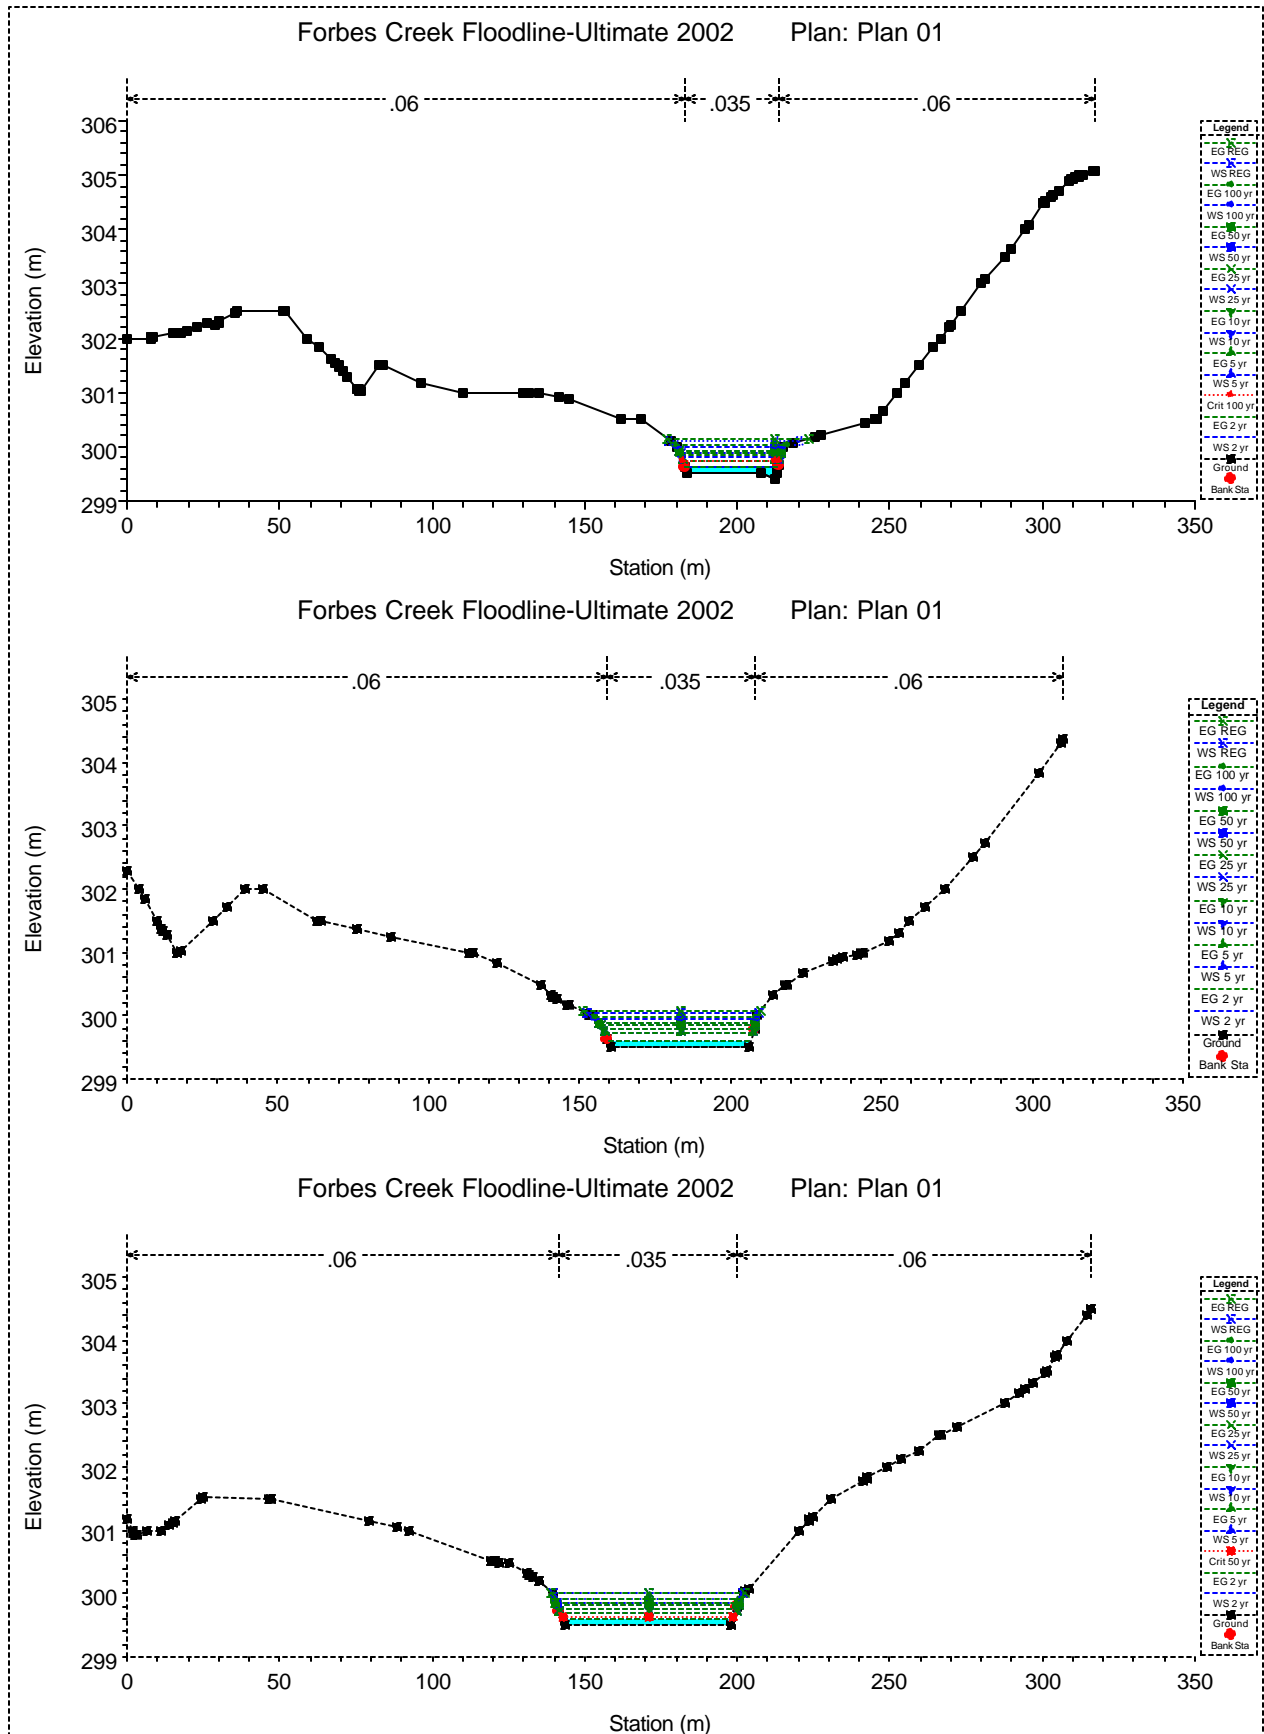 Forbes Creek Floodline-Ultimate 2002 Plan: Plan 01
.06 .035 .06
306
305
304
303
302
301
300
299
Elevation (m)
0 50 100 150 200 250 300 350
Station (m)
Legend
EG REG
WS REG
EG 100 yr
WS 100 yr
EG 50 yr
WS 50 yr
EG 25 yr
WS 25 yr
EG 10 yr
WS 10 yr
EG 5 yr
WS 5 yr
Crit 100 yr
EG 2 yr
WS 2 yr
Ground
Bank Sta
Forbes Creek Floodline-Ultimate 2002 Plan: Plan 01
.06 .035 .06
305
304
303
302
301
300
299
Elevation (m)
0 50 100 150 200 250 300 350
Station (m)
Legend
EG REG
WS REG
EG 100 yr
WS 100 yr
EG 50 yr
WS 50 yr
EG 25 yr
WS 25 yr
EG 10 yr
WS 10 yr
EG 5 yr
WS 5 yr
EG 2 yr
WS 2 yr
Ground
Bank Sta
Forbes Creek Floodline-Ultimate 2002 Plan: Plan 01
.06 .035 .06
305
304
303
302
301
300
299
Elevation (m)
0 50 100 150 200 250 300 350
Station (m)
Legend
EG REG
WS REG
EG 100 yr
WS 100 yr
EG 50 yr
WS 50 yr
EG 25 yr
WS 25 yr
EG 10 yr
WS 10 yr
EG 5 yr
WS 5 yr
Crit 50 yr
EG 2 yr
WS 2 yr
Ground
Bank Sta